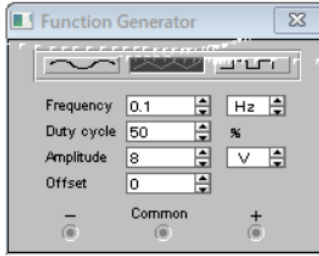 Function Generator
Frequency 0.1 Hz
Duty cycle 50 %
Amplitude 8 V
Offset 0
− Common +